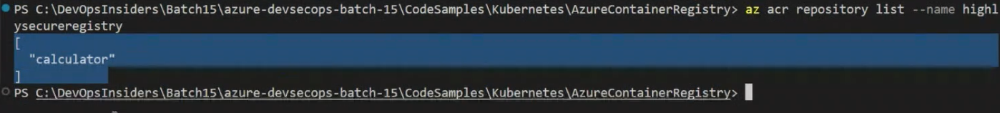 PS C:\DevOpsInsiders\Batch15\azure-devsecops-batch-15\CodeSamples\Kubernetes\AzureContainerRegistry> az acr repository list --name highl
ysecureregistry
[
  "calculator"
]
PS C:\DevOpsInsiders\Batch15\azure-devsecops-batch-15\CodeSamples\Kubernetes\AzureContainerRegistry>